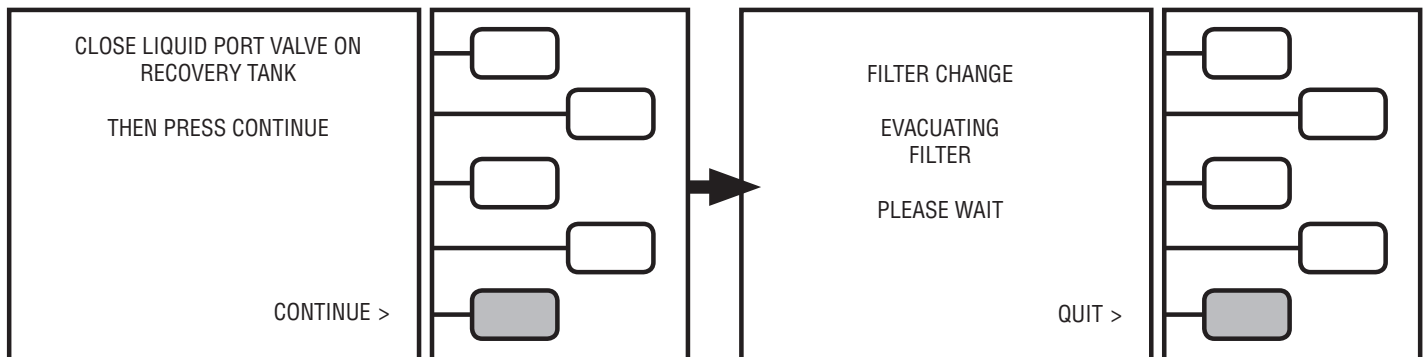 CLOSE LIQUID PORT VALVE ON
RECOVERY TANK
THEN PRESS CONTINUE
CONTINUE >
FILTER CHANGE
EVACUATING
FILTER
PLEASE WAIT
QUIT >